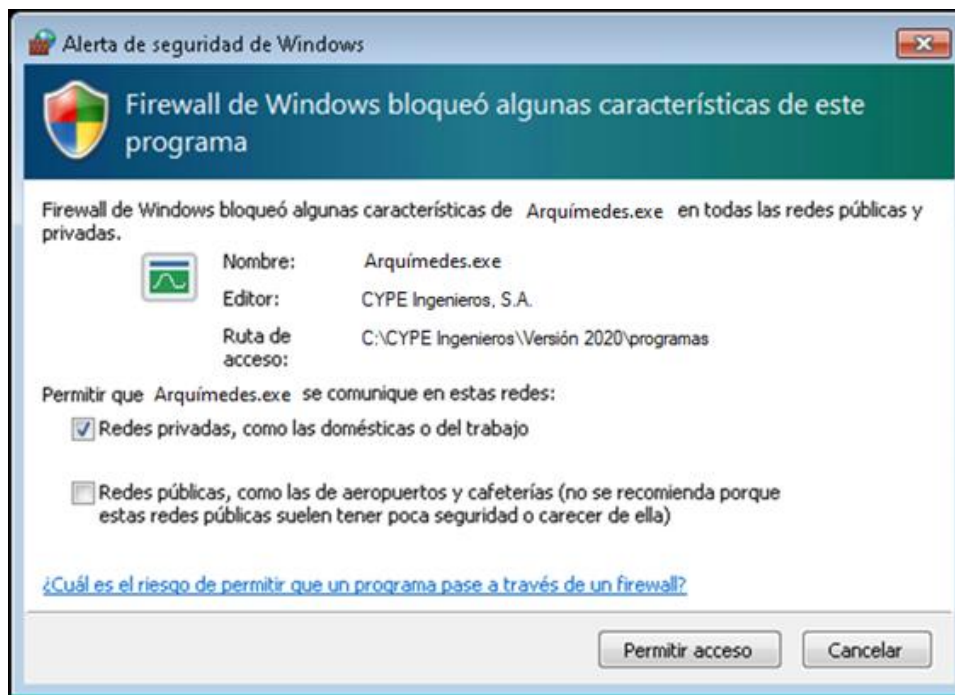 Alerta de seguridad de Windows
Firewall de Windows bloqueó algunas características de este
programa
Firewall de Windows bloqueó algunas características de Arquímedes.exe en todas las redes públicas y
privadas.
Nombre: Arquímedes.exe
Editor: CYPE Ingenieros, S.A.
Ruta de C:\CYPE Ingenieros\Versión 2020\programas
acceso:
Permitir que Arquímedes.exe se comunique en estas redes:
Redes privadas, como las domésticas o del trabajo
Redes públicas, como las de aeropuertos y cafeterías (no se recomienda porque
estas redes públicas suelen tener poca seguridad o carecer de ella)
¿Cuál es el riesgo de permitir que un programa pase a través de un firewall?
Permitir acceso Cancelar